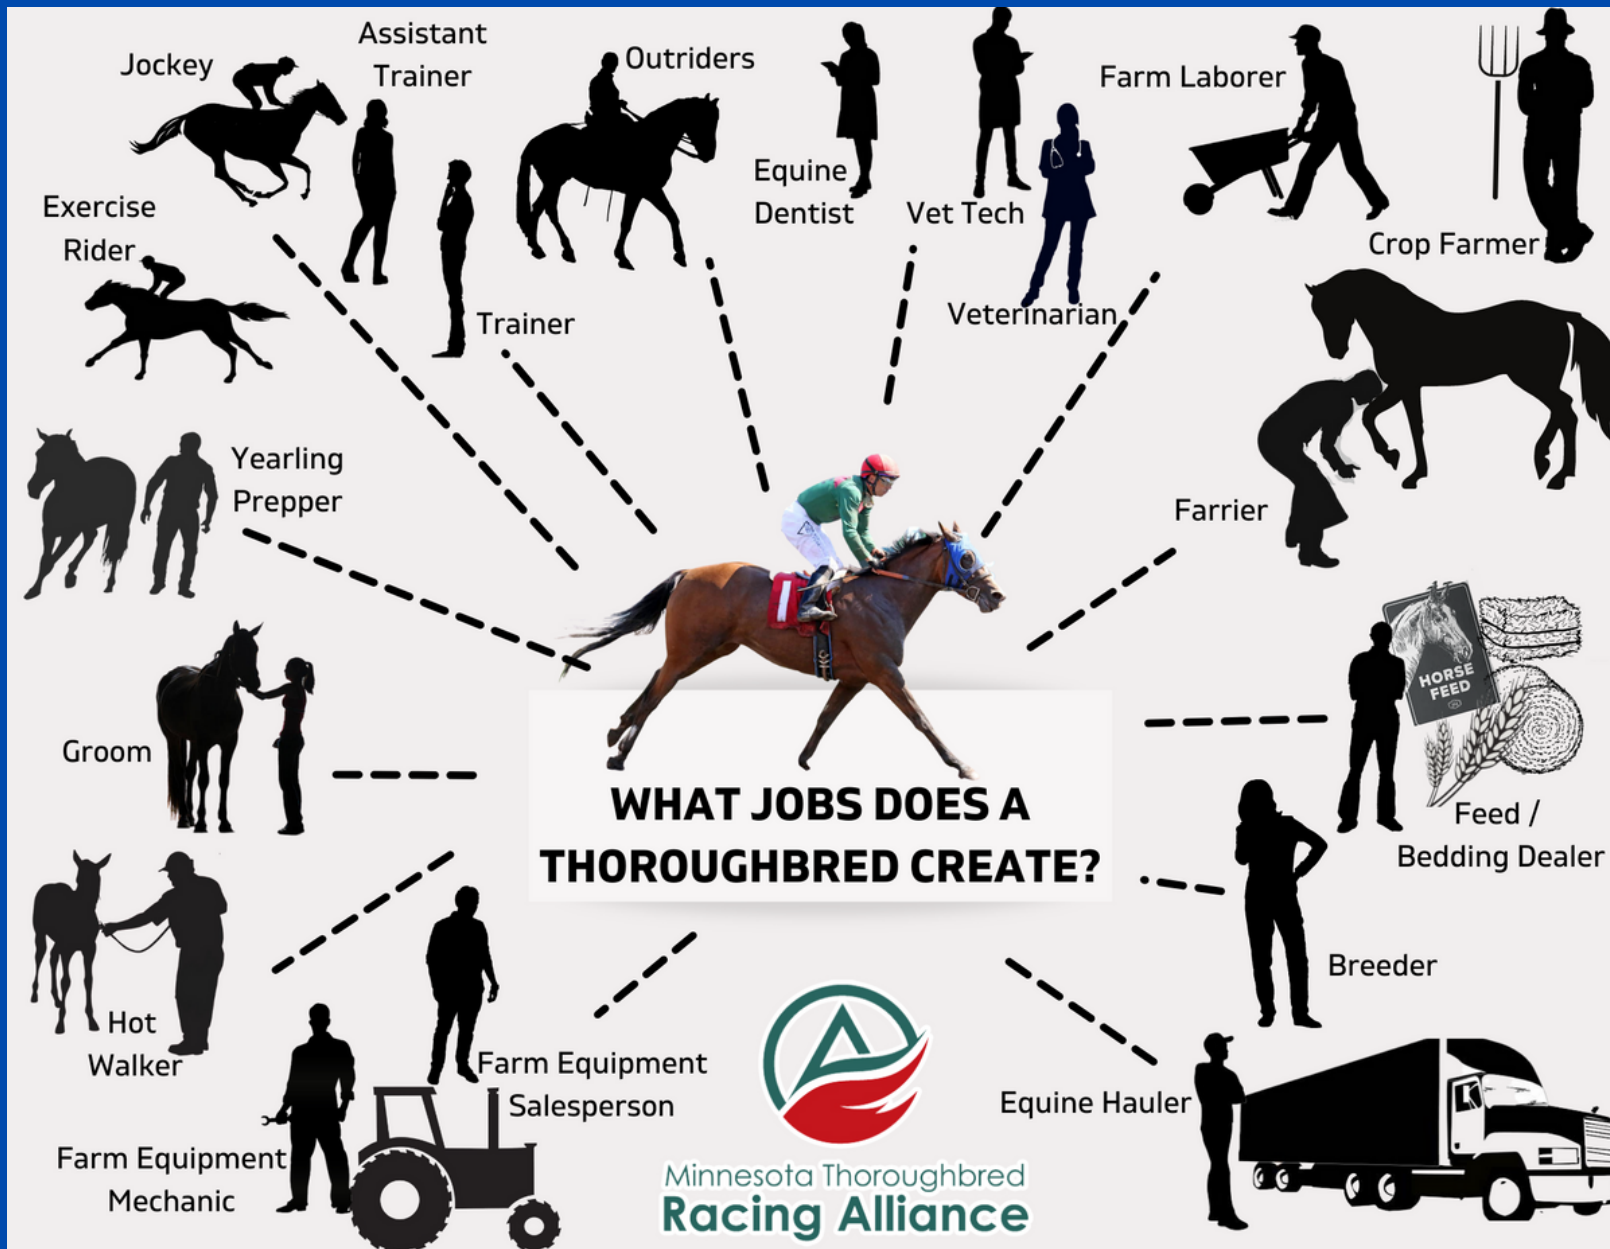 Jockey
Assistant
Trainer
Outriders
Equine
Dentist
Vet Tech
Veterinarian
Farm Laborer
Crop Farmer
Exercise
Rider
Trainer
Yearling
Prepper
Farrier
HORSE
FEED
Feed /
Bedding Dealer
Groom
WHAT JOBS DOES A
THOROUGHBRED CREATE?
Breeder
Hot
Walker
Farm Equipment
Salesperson
Equine Hauler
Farm Equipment
Mechanic
Minnesota Thoroughbred
Racing Alliance